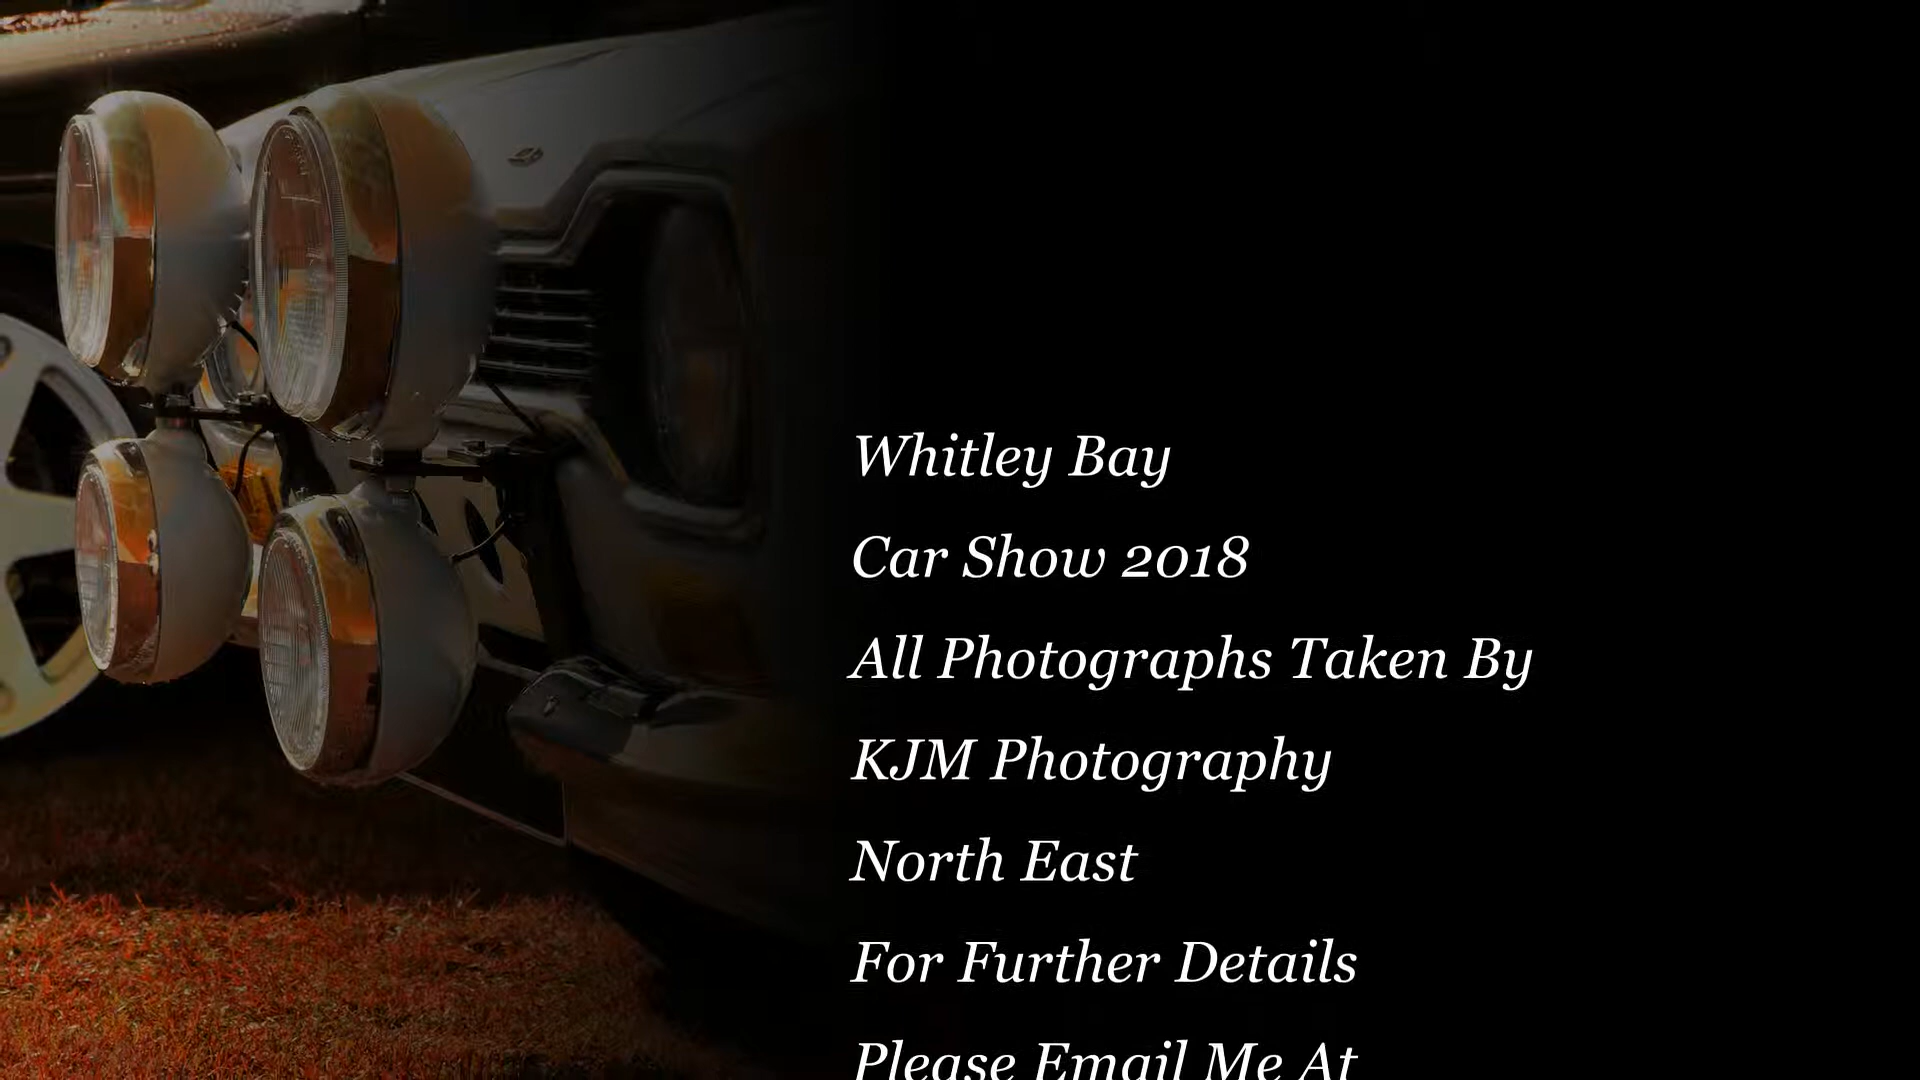 Whitley Bay
Car Show 2018
All Photographs Taken By
KJM Photography
North East
For Further Details
Please Email Me At